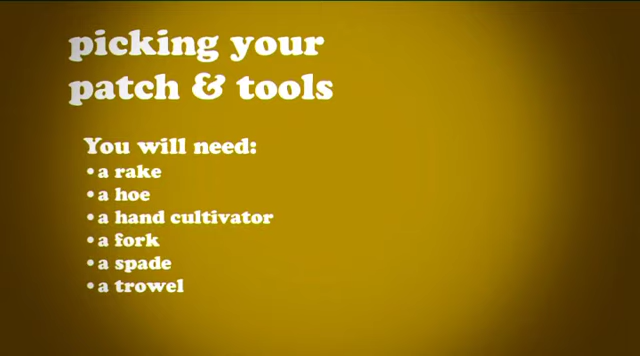 picking your
patch & tools
You will need:
• a rake
• a hoe
• a hand cultivator
• a fork
• a spade
• a trowel